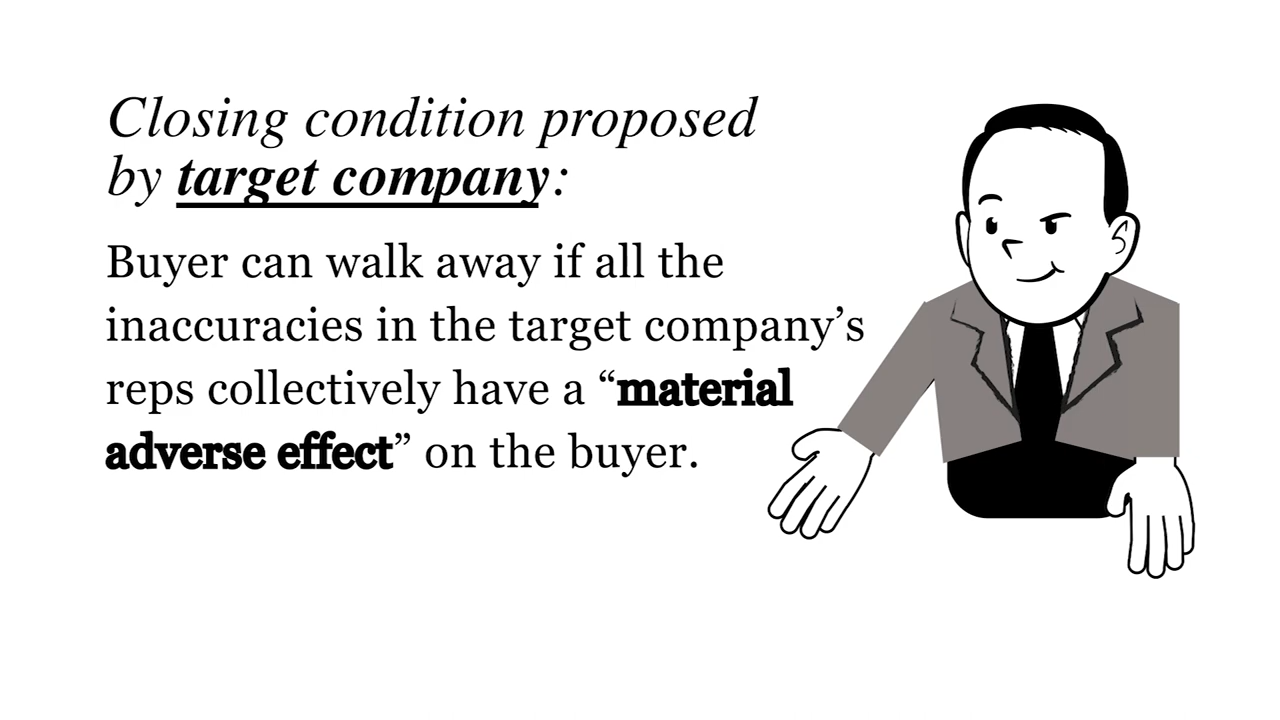 Closing condition proposed
by target company:
Buyer can walk away if all the
inaccuracies in the target company’s
reps collectively have a “material
adverse effect” on the buyer.